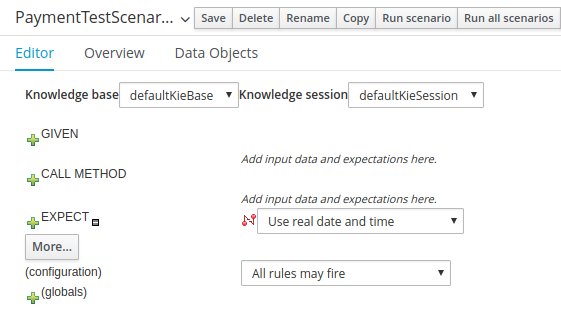 PaymentTestScenar... Save Delete Rename Copy Run scenario Run all scenarios
Editor Overview Data Objects
Knowledge base defaultKieBase Knowledge session defaultKieSession
GIVEN
Add input data and expectations here.
CALL METHOD
Add input data and expectations here.
EXPECT Use real date and time
More...
(configuration) All rules may fire
(globals)